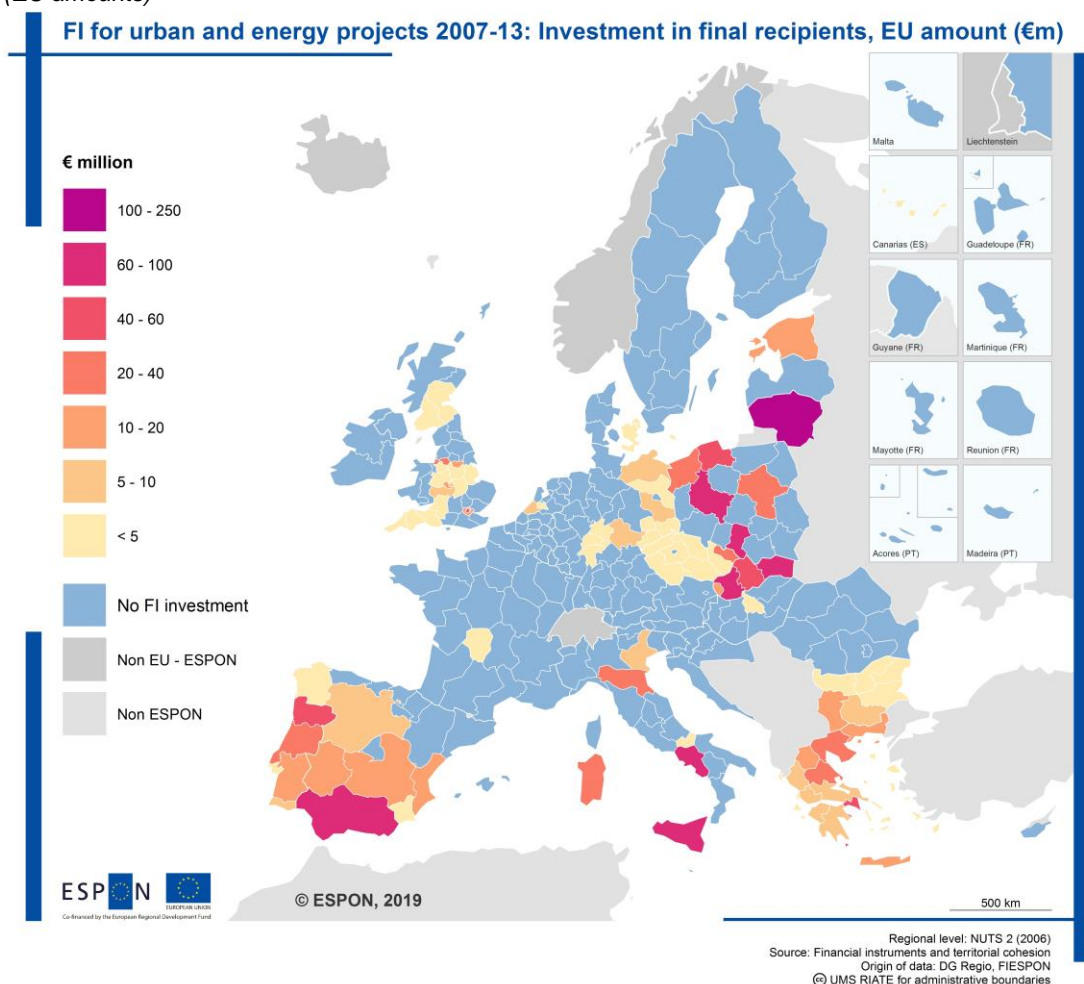 (EU amounts)
FI for urban and energy projects 2007-13: Investment in final recipients, EU amount (€m)
€ million
100 - 250
60 - 100
40 - 60
20 - 40
10 - 20
5 - 10
< 5
No FI investment
Non EU - ESPON
Non ESPON
Malta
Liechtenstein
Canarias (ES)
Guadeloupe (FR)
Guyane (FR)
Martinique (FR)
Mayotte (FR)
Reunion (FR)
Acores (PT)
Madeira (PT)
ESPON
EUROPEAN UNION
Co-financed by the European Regional Development Fund
© ESPON, 2019
500 km
Regional level: NUTS 2 (2006)
Source: Financial instruments and territorial cohesion
Origin of data: DG Regio, FIESPON
(cc) UMS RIATE for administrative boundaries